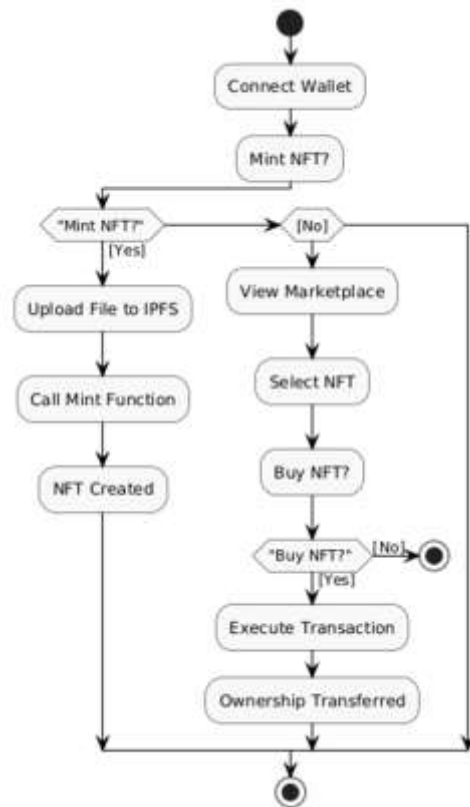 Connect Wallet
Mint NFT?
"Mint NFT?"
[No]
[Yes]
Upload File to IPFS
Call Mint Function
NFT Created
View Marketplace
Select NFT
Buy NFT?
"Buy NFT?"
[No]
[Yes]
Execute Transaction
Ownership Transferred